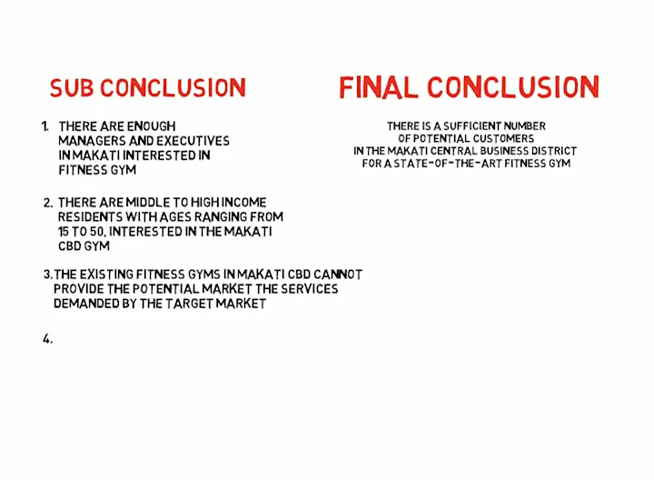 SUB CONCLUSION
1. THERE ARE ENOUGH
MANAGERS AND EXECUTIVES
IN MAKATI INTERESTED IN
FITNESS GYM
2. THERE ARE MIDDLE TO HIGH INCOME
RESIDENTS WITH AGES RANGING FROM
15 TO 50, INTERESTED IN THE MAKATI
CBD GYM
3.THE EXISTING FITNESS GYMS IN MAKATI CBD CANNOT
PROVIDE THE POTENTIAL MARKET THE SERVICES
DEMANDED BY THE TARGET MARKET
4.
FINAL CONCLUSION
THERE IS A SUFFICIENT NUMBER
OF POTENTIAL CUSTOMERS
IN THE MAKATI CENTRAL BUSINESS DISTRICT
FOR A STATE-OF-THE-ART FITNESS GYM